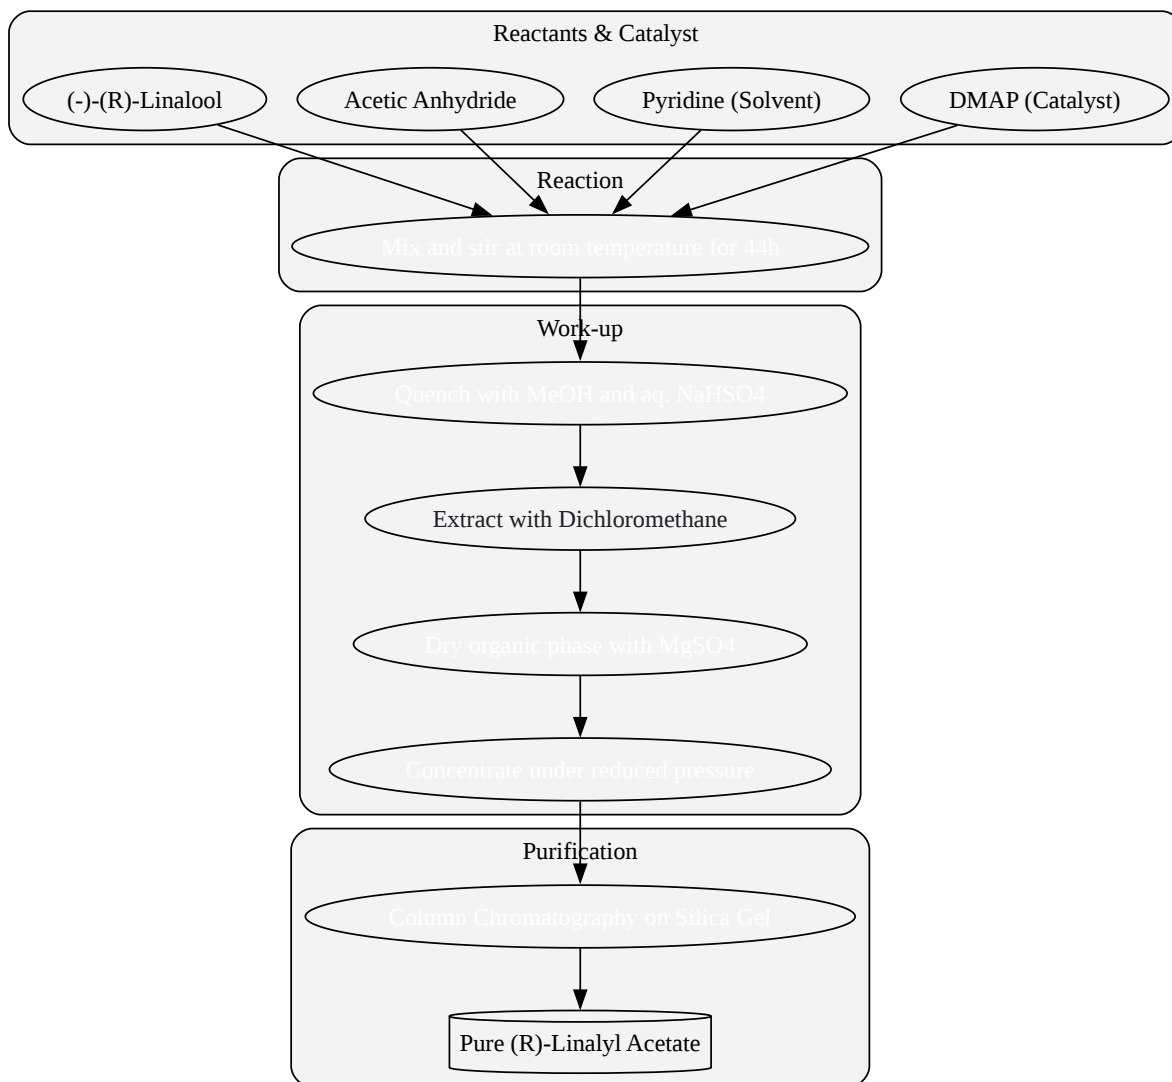 Reactants & Catalyst
(-)-(R)-Linalool
Acetic Anhydride
Pyridine (Solvent)
DMAP (Catalyst)
Reaction
Mix and stir at room temperature for 44h
Work-up
Quench with MeOH and aq. NaHSO4
Extract with Dichloromethane
Dry organic phase with MgSO4
Concentrate under reduced pressure
Purification
Column Chromatography on Silica Gel
Pure (R)-Linalyl Acetate